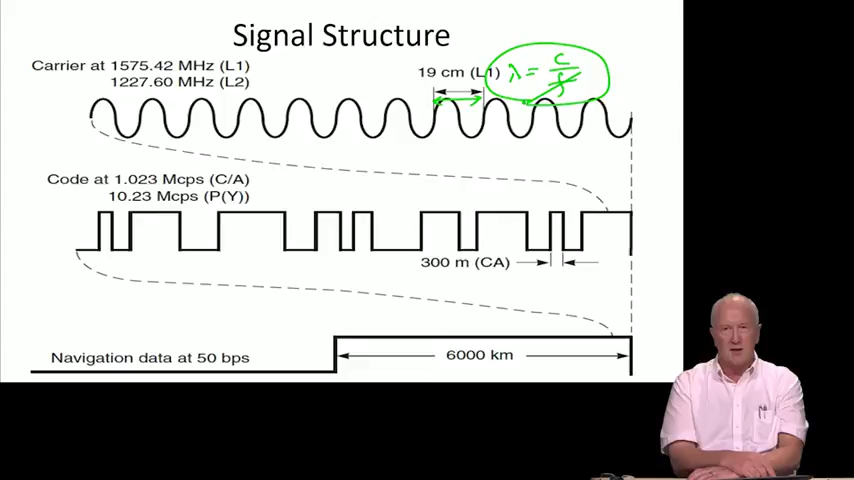 Signal Structure
Carrier at 1575.42 MHz (L1)
1227.60 MHz (L2)
19 cm (L1)
λ = c/f
Code at 1.023 Mcps (C/A)
10.23 Mcps (P(Y))
300 m (CA)
Navigation data at 50 bps
6000 km